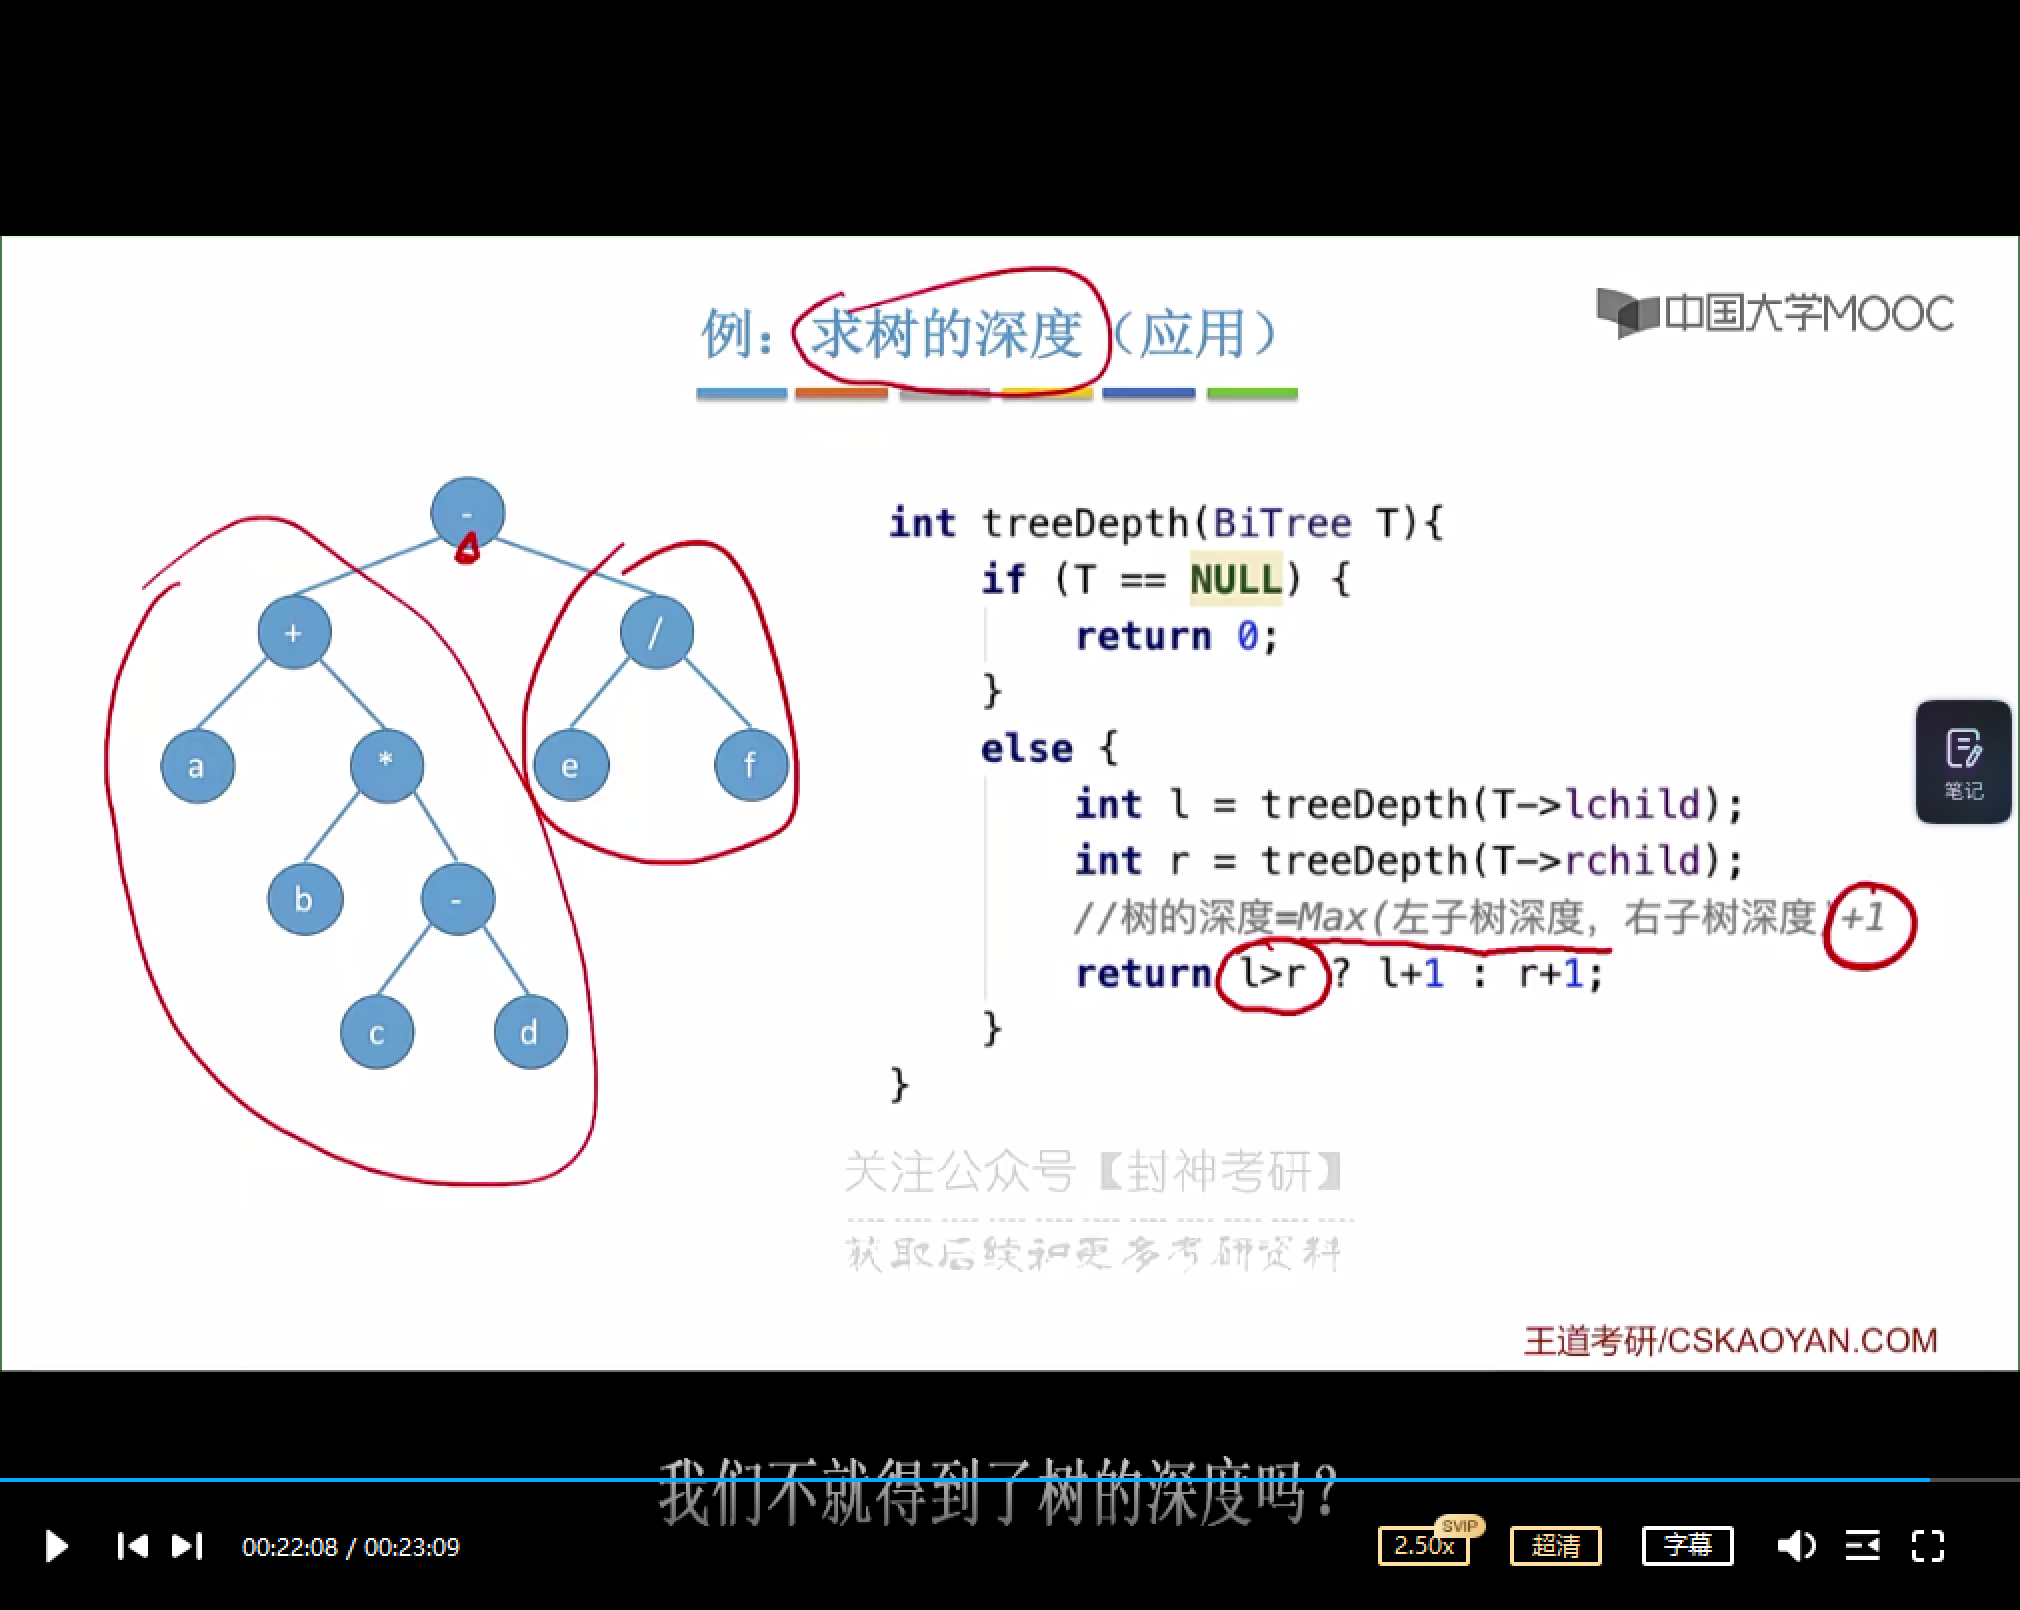 例：求树的深度（应用）
中国大学MOOC
-
+
/
a
*
e
f
b
-
c
d
int treeDepth(BiTree T){
if (T == NULL) {
return 0;
}
else {
int l = treeDepth(T->lchild);
int r = treeDepth(T->rchild);
//树的深度=Max(左子树深度，右子树深度)+1
return l>r ? l+1 : r+1;
}
}
笔记
关注公众号【封神考研】
获取后续和更多考研资料
王道考研/CSKAOYAN.COM
我们不就得到了树的深度吗?
00:22:08 / 00:23:09
2.50x
SVIP
超清
字幕